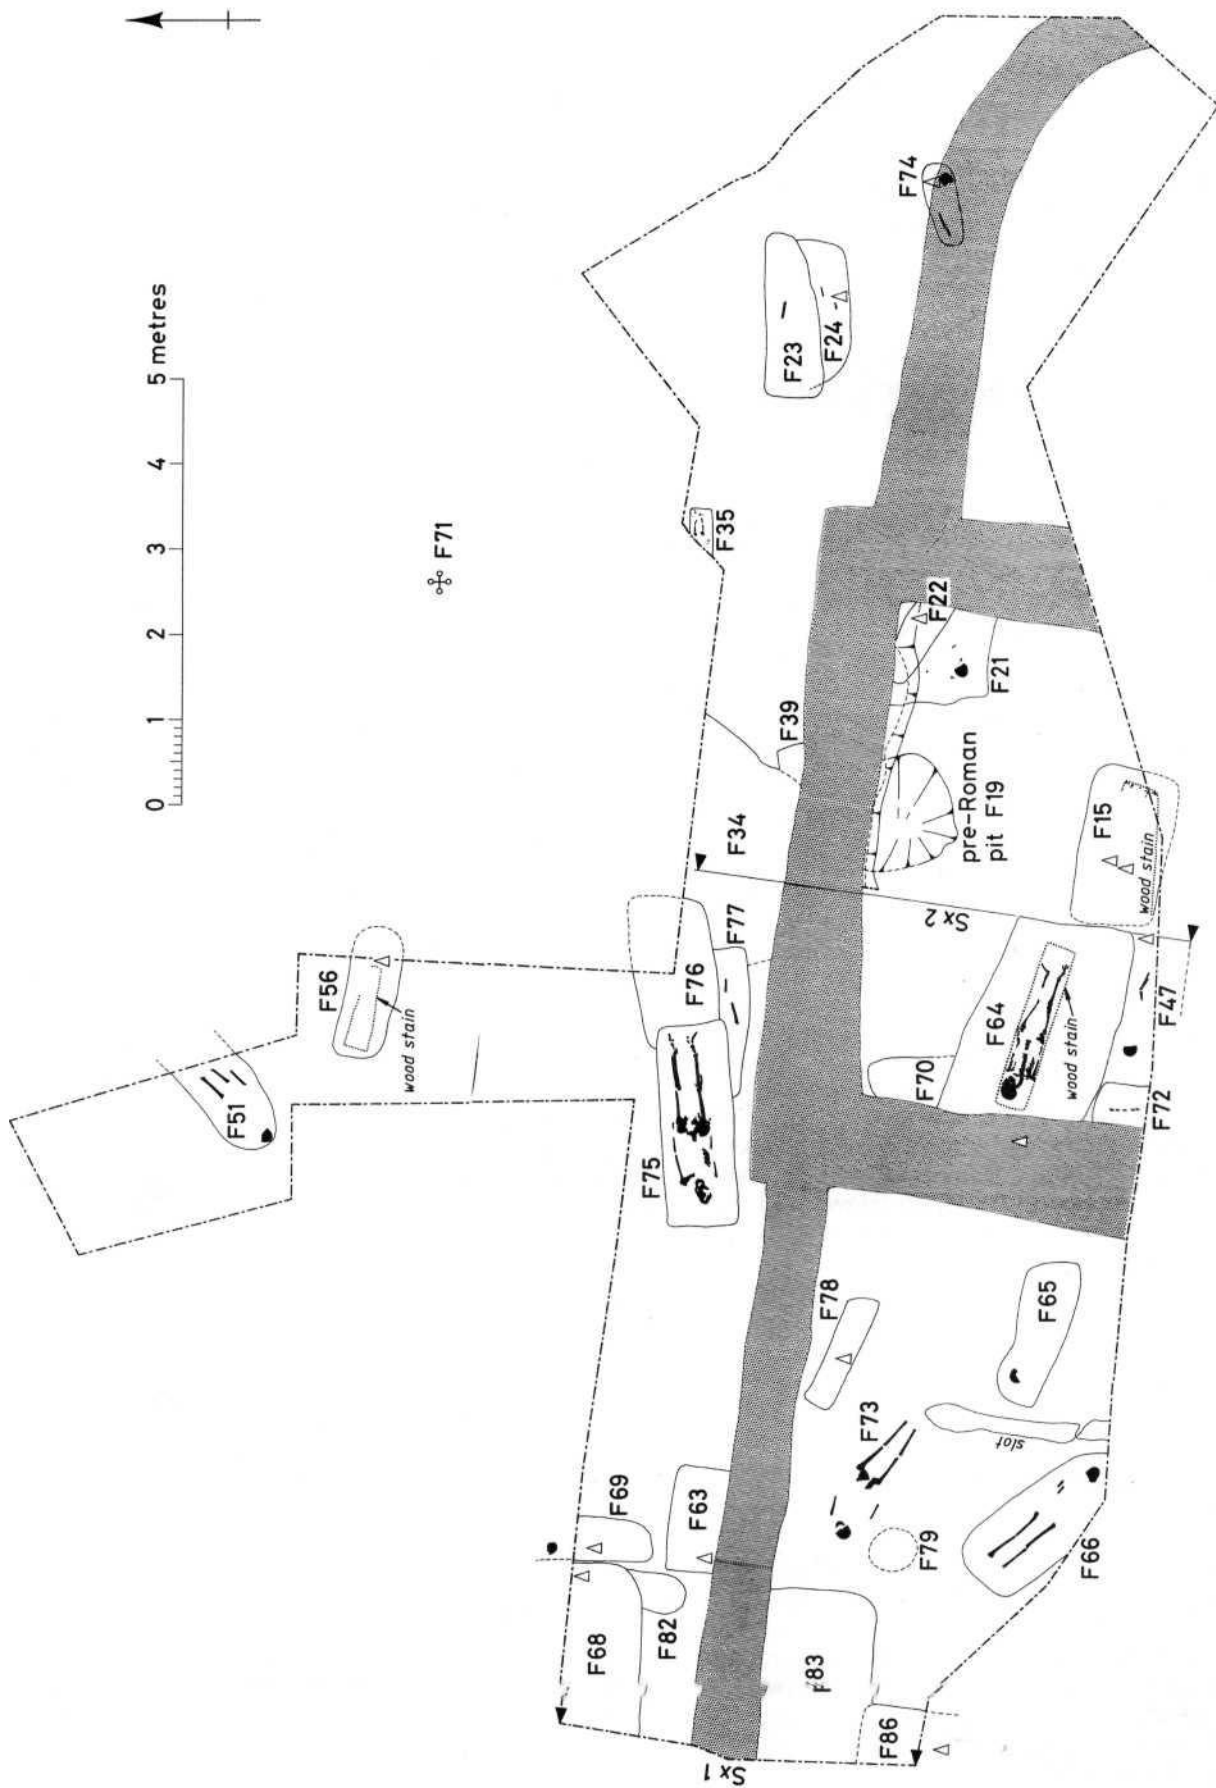 0 1 2 3 4 5 metres
F71
F51
F56
wood stain
F35
F23
F24
F74
F39
F34
F77
F76
F75
F22
F21
pre-Roman
pit F19
Sx 2
F15
wood stain
F64
wood stain
F47
F70
F72
F78
F65
F73
slot
F79
F66
F69
F63
F68
F82
F83
F86
Sx 1